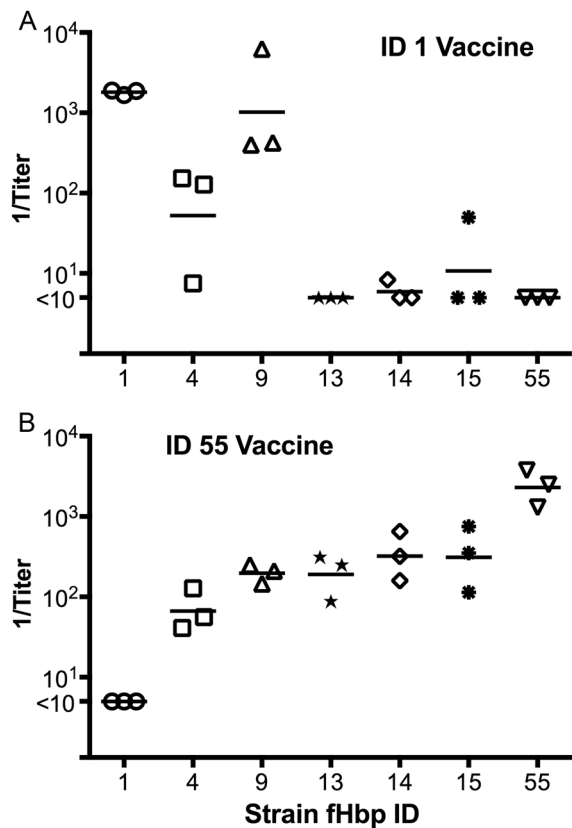 A
ID 1 Vaccine
1/Titer
10⁴
10³
10²
10¹
<10
1 4 9 13 14 15 55
B
ID 55 Vaccine
1/Titer
10⁴
10³
10²
10¹
<10
1 4 9 13 14 15 55
Strain fHbp ID